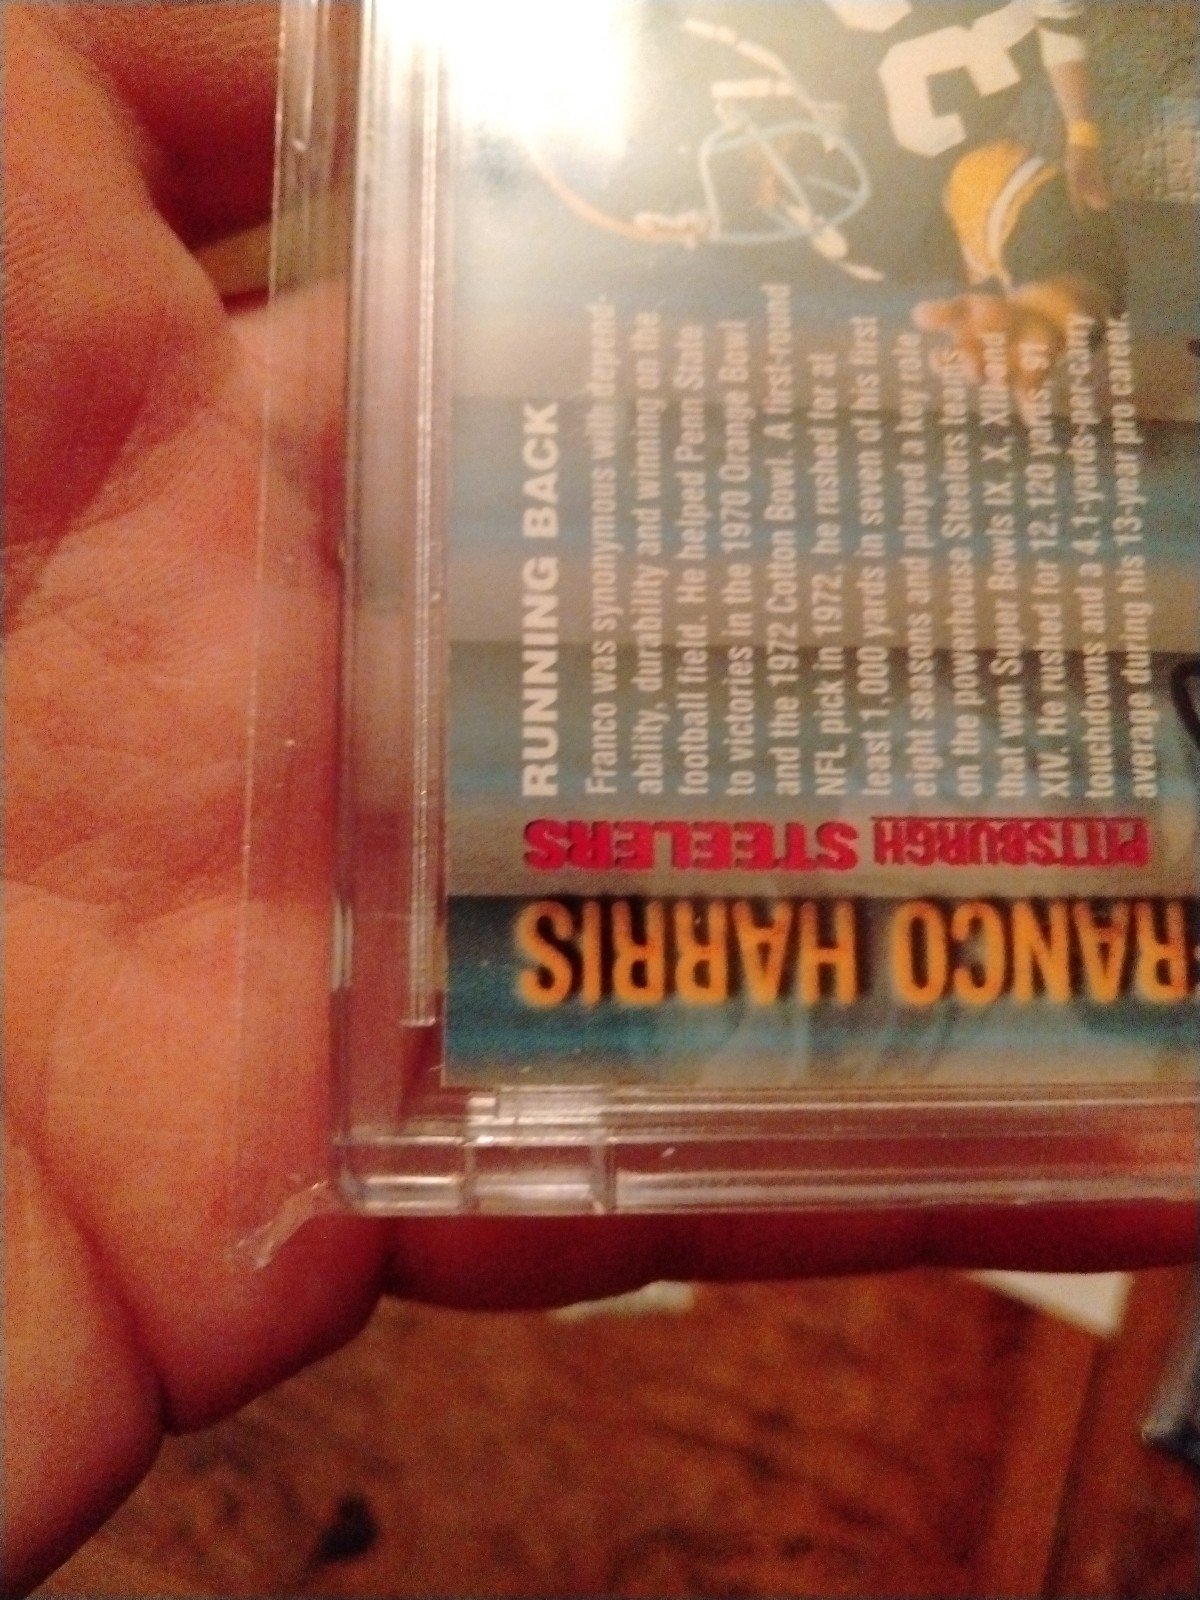 RANCO HARRIS
PITTSBURGH STEELERS
RUNNING BACK
Franco was synonymous with depend-
ability, durability and winning on the
football field. He helped Penn State
to victories in the 1970 Orange Bowl
and the 1972 Cotton Bowl. A first-round
NFL pick in 1972, he rushed for at
least 1,000 yards in seven of his first
eight seasons and played a key role
on the powerhouse Steelers teams
that won Super Bowls IX, X, XIII and
XIV. He rushed for 12,120 yards, 91
touchdowns and a 4.1-yards-per-carry
average during his 13-year pro career.
3